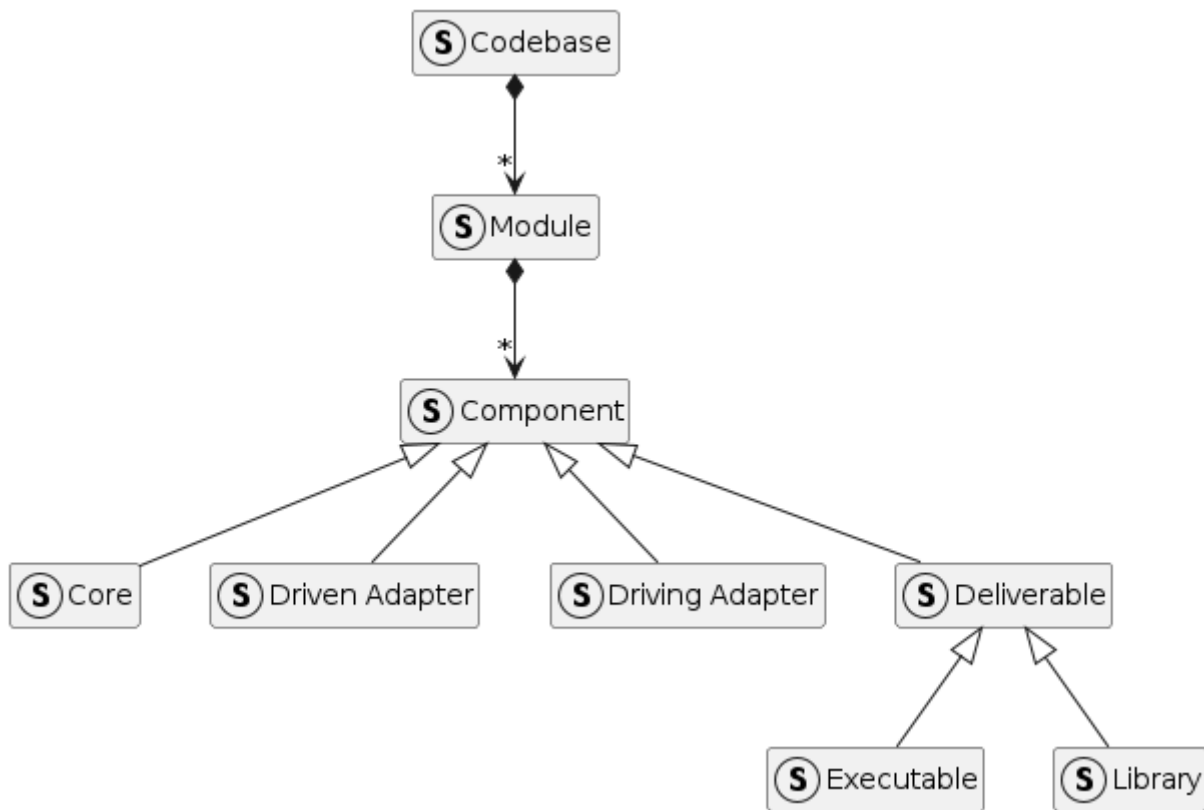 S Codebase
*
S Module
*
S Component
S Core
S Driven Adapter
S Driving Adapter
S Deliverable
S Executable
S Library